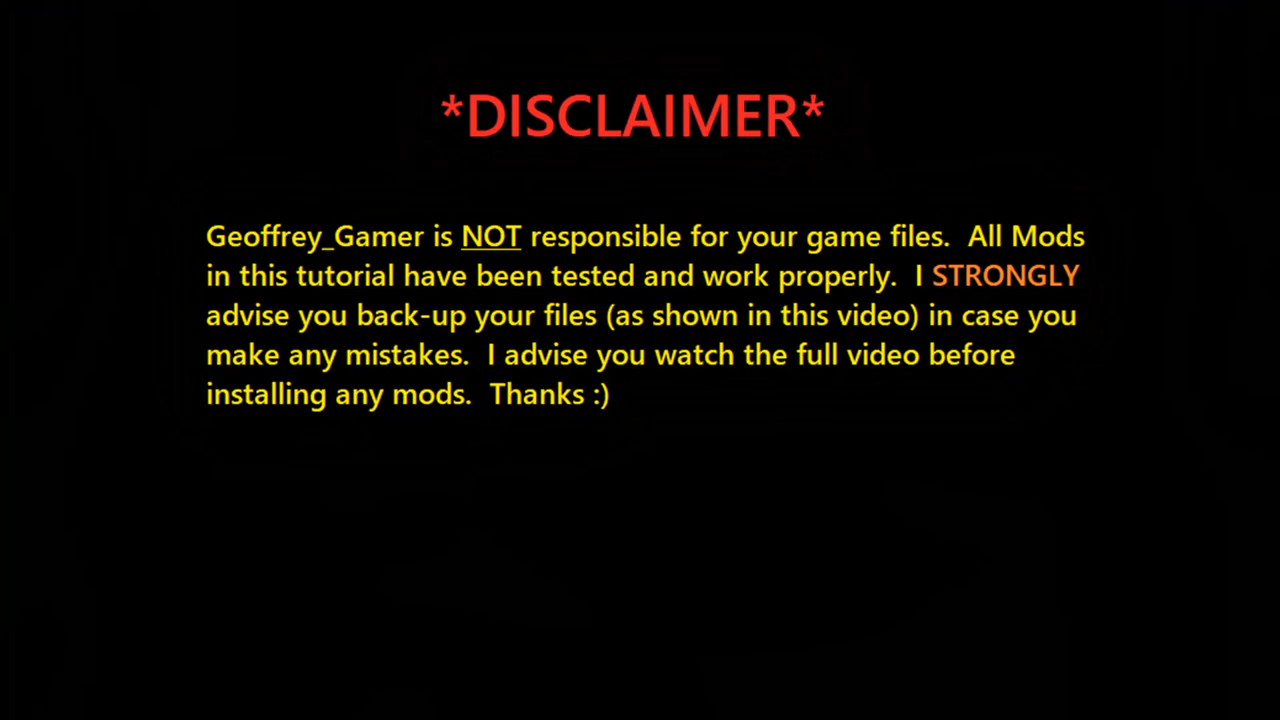 *DISCLAIMER*
Geoffrey_Gamer is NOT responsible for your game files.  All Mods
in this tutorial have been tested and work properly.  I STRONGLY
advise you back-up your files (as shown in this video) in case you
make any mistakes.  I advise you watch the full video before
installing any mods.  Thanks :)